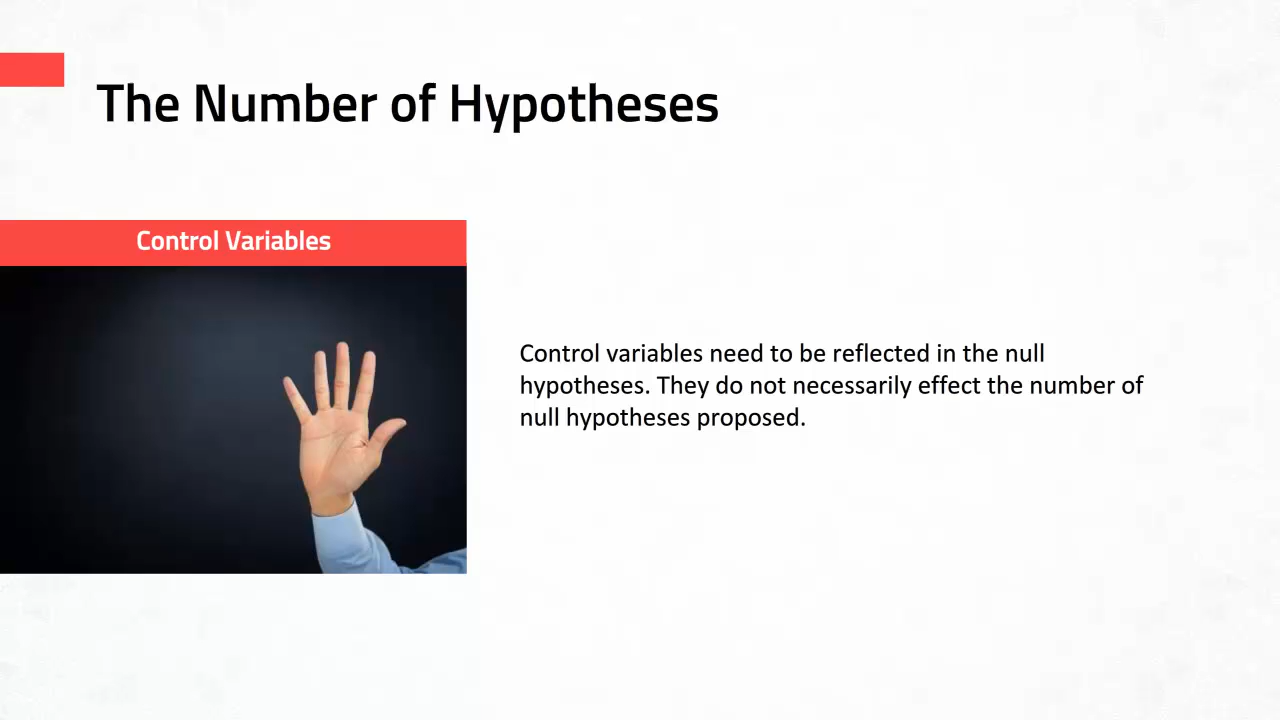 The Number of Hypotheses
Control Variables
Control variables need to be reflected in the null
hypotheses. They do not necessarily effect the number of
null hypotheses proposed.